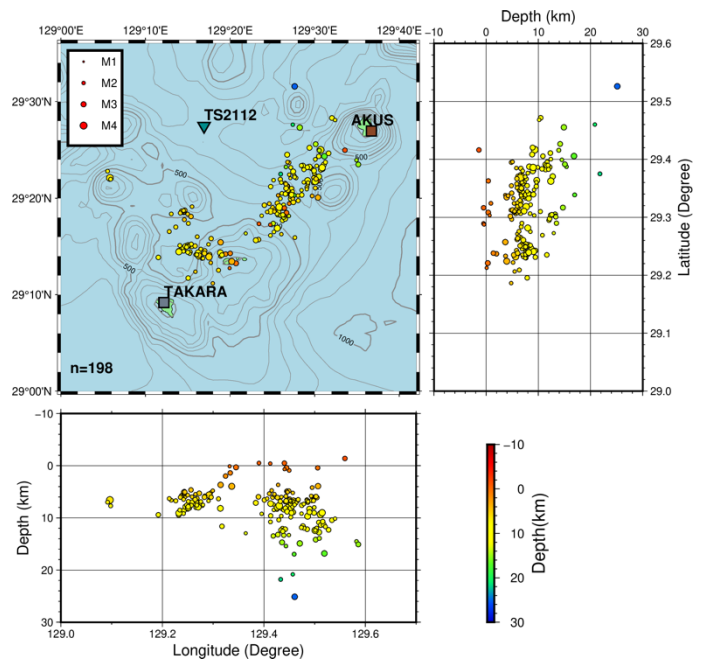 Depth (km)
129°00'E 129°10'E 129°20'E 129°30'E 129°40'E
-10 0 10 20 30
M1
M2
M3
M4
29°30'N
29°20'N
29°10'N
29°00'N
TS2112
AKUS
TAKARA
500
500
500
1000
n=198
29.6
29.5
29.4
29.3
29.2
29.1
29.0
Latitude (Degree)
-10
0
10
20
30
Depth (km)
129.0 129.2 129.4 129.6
Longitude (Degree)
-10
0
10
20
30
Depth(km)